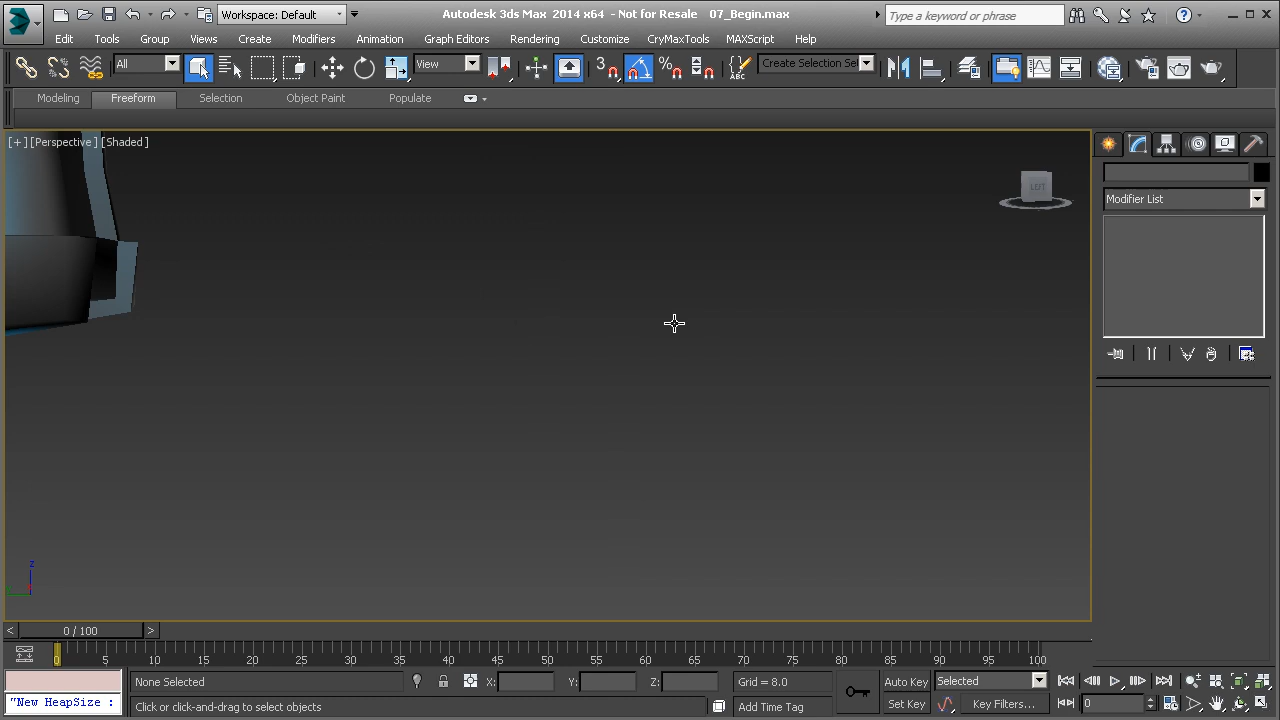 Workspace: Default
Autodesk 3ds Max 2014 x64 - Not for Resale 07_Begin.max
Type a keyword or phrase
Edit Tools Group Views Create Modifiers Animation Graph Editors Rendering Customize CryMaxTools MAXScript Help
All
View
3
Create Selection Se
Modeling Freeform Selection Object Paint Populate
[+] [Perspective] [Shaded]
LEFT
Modifier List
z
0 / 100
0 5 10 15 20 25 30 35 40 45 50 55 60 65 70 75 80 85 90 95 100
None Selected
X:
Y:
Z:
Grid = 8.0
Auto Key
Selected
"New HeapSize :
Click or click-and-drag to select objects
Add Time Tag
Set Key
Key Filters...
0